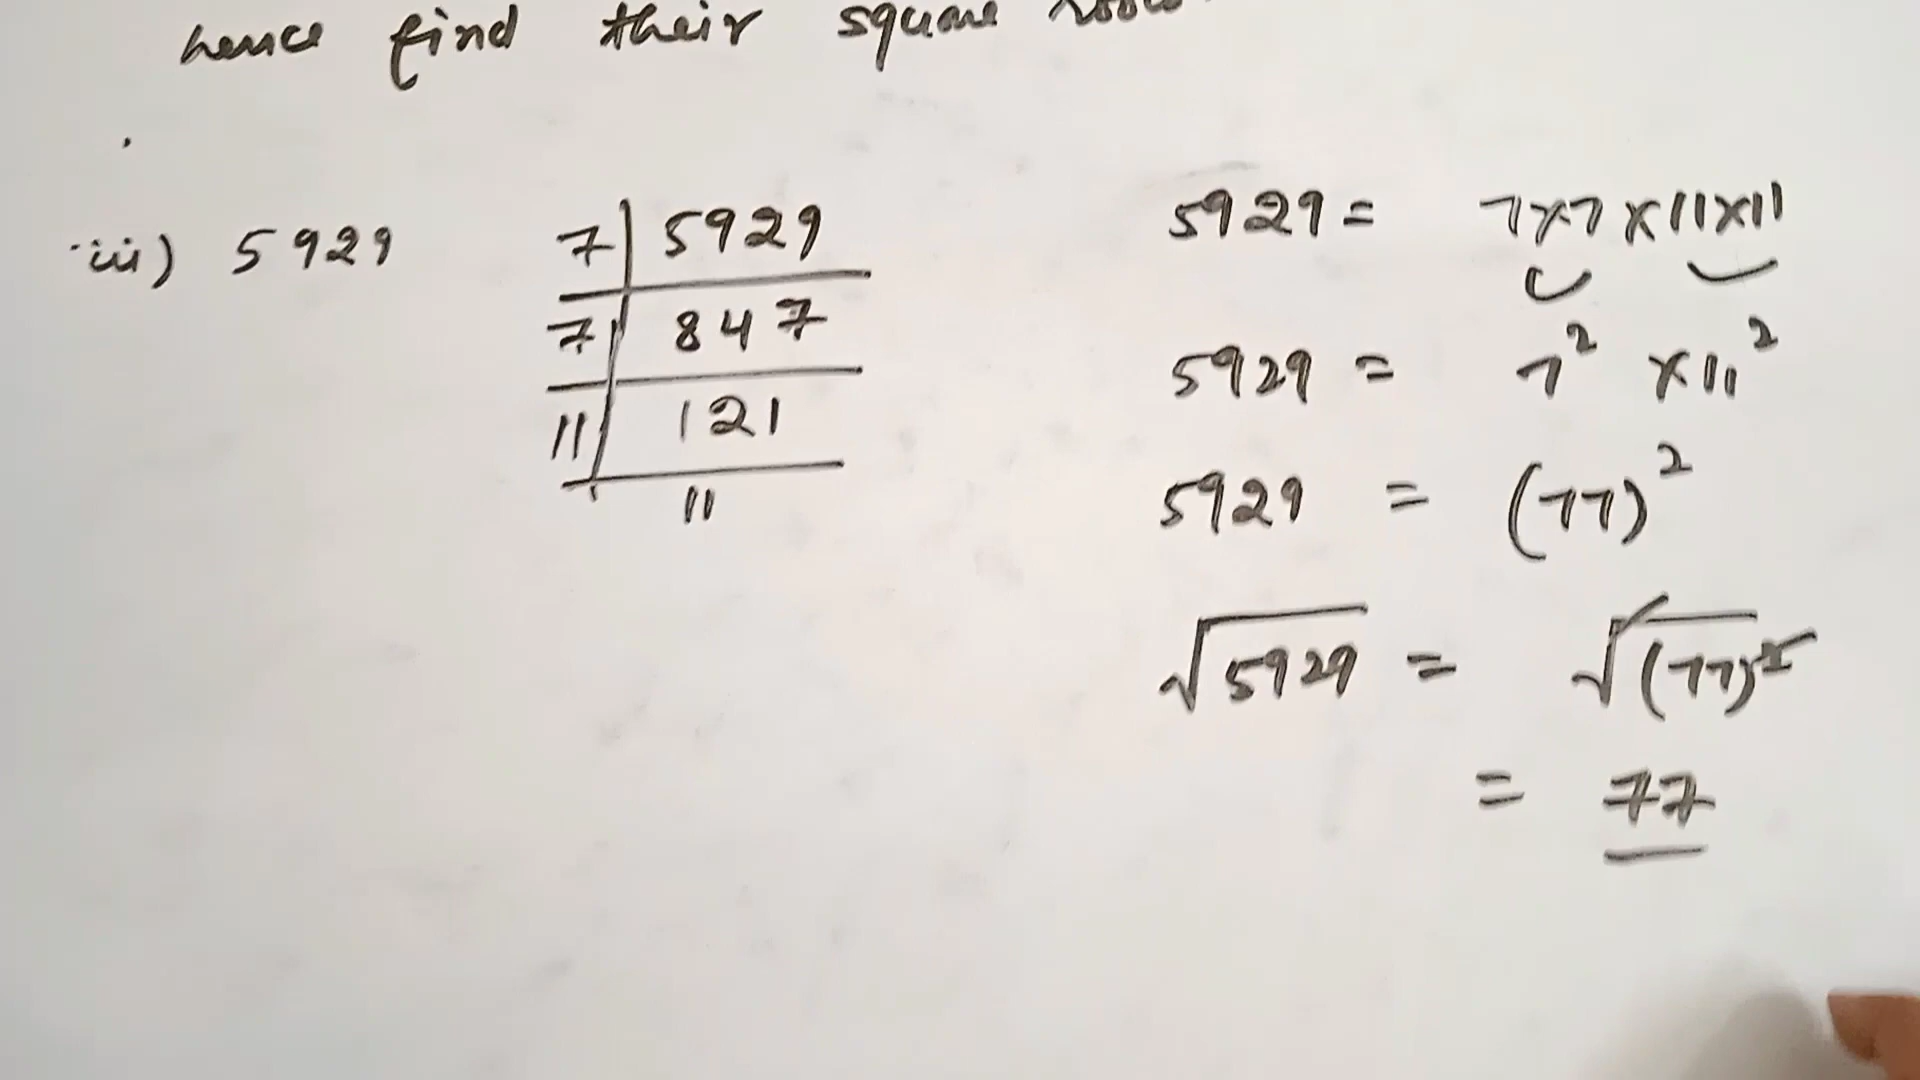 hence find their square
iii) 5929
7 | 5929
7 | 847
11 | 121
11
5929 = 7×7×11×11
5929 = 7² ×11²
5929 = (77)²
√5929 = √(77)²
= 77